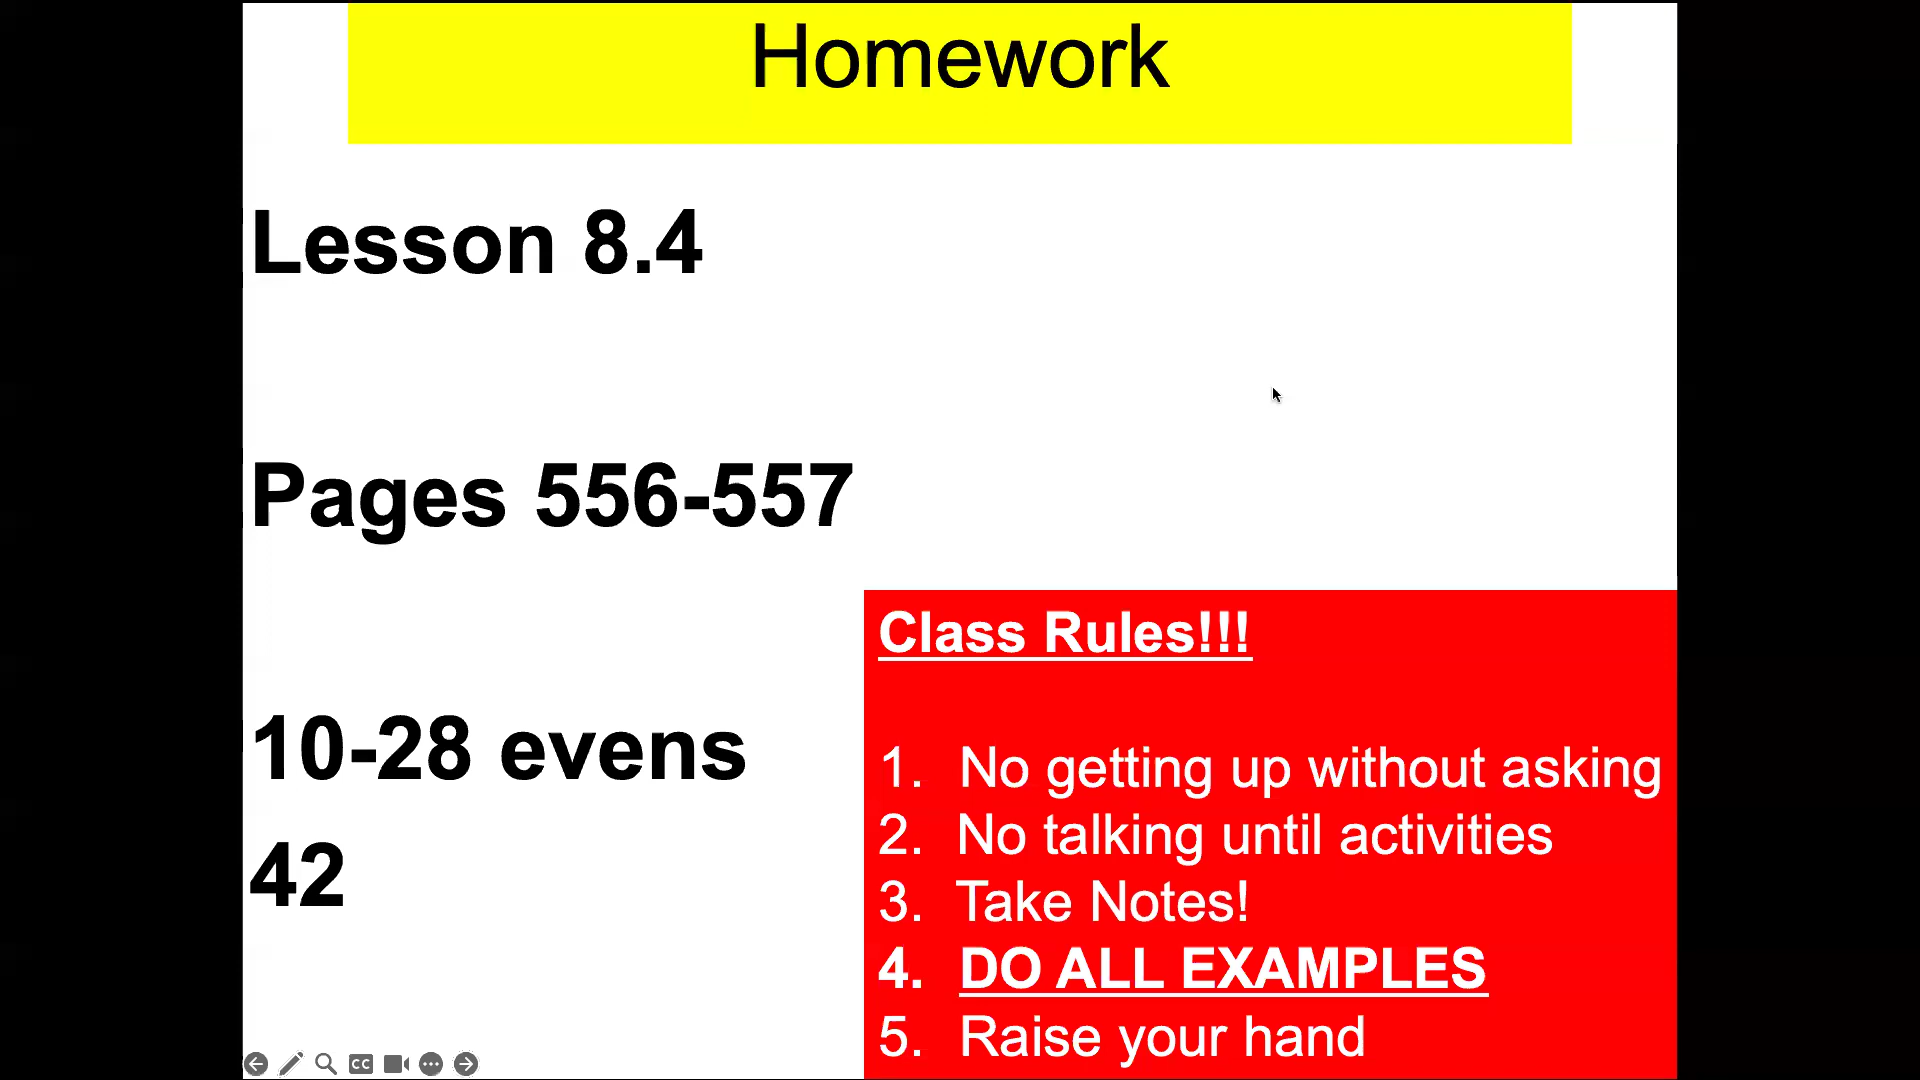 Homework
Lesson 8.4
Pages 556-557
10-28 evens
42
Class Rules!!!
1. No getting up without asking
2. No talking until activities
3. Take Notes!
4. DO ALL EXAMPLES
5. Raise your hand
CC